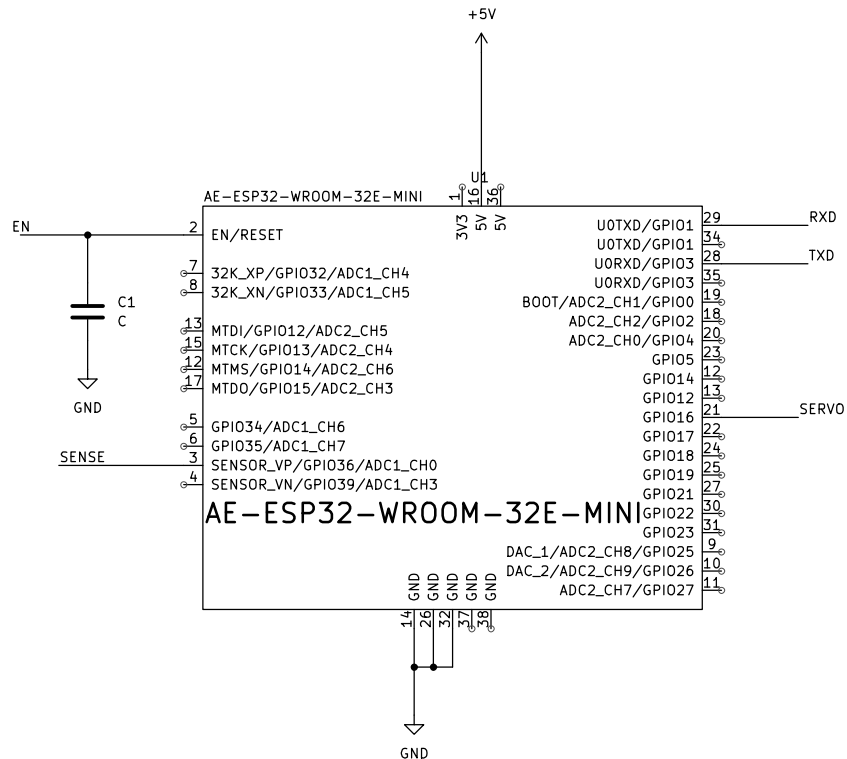 +5V
U1
AE-ESP32-WROOM-32E-MINI
1
16
36
3V3
5V
5V
EN
2
EN/RESET
7
32K_XP/GPIO32/ADC1_CH4
8
32K_XN/GPIO33/ADC1_CH5
C1
C
GND
13
MTDI/GPIO12/ADC2_CH5
15
MTCK/GPIO13/ADC2_CH4
12
MTMS/GPIO14/ADC2_CH6
17
MTDO/GPIO15/ADC2_CH3
5
GPIO34/ADC1_CH6
6
GPIO35/ADC1_CH7
SENSE
3
SENSOR_VP/GPIO36/ADC1_CH0
4
SENSOR_VN/GPIO39/ADC1_CH3
U0TXD/GPIO1
29
RXD
U0TXD/GPIO1
34
U0RXD/GPIO3
28
TXD
U0RXD/GPIO3
35
BOOT/ADC2_CH1/GPIO0
19
ADC2_CH2/GPIO2
18
ADC2_CH0/GPIO4
20
GPIO5
23
GPIO14
12
GPIO12
13
GPIO16
21
SERVO
GPIO17
22
GPIO18
24
GPIO19
25
GPIO21
27
GPIO22
30
GPIO23
31
DAC_1/ADC2_CH8/GPIO25
9
DAC_2/ADC2_CH9/GPIO26
10
ADC2_CH7/GPIO27
11
AE-ESP32-WROOM-32E-MINI
GND
GND
GND
GND
GND
14
26
32
37
38
GND